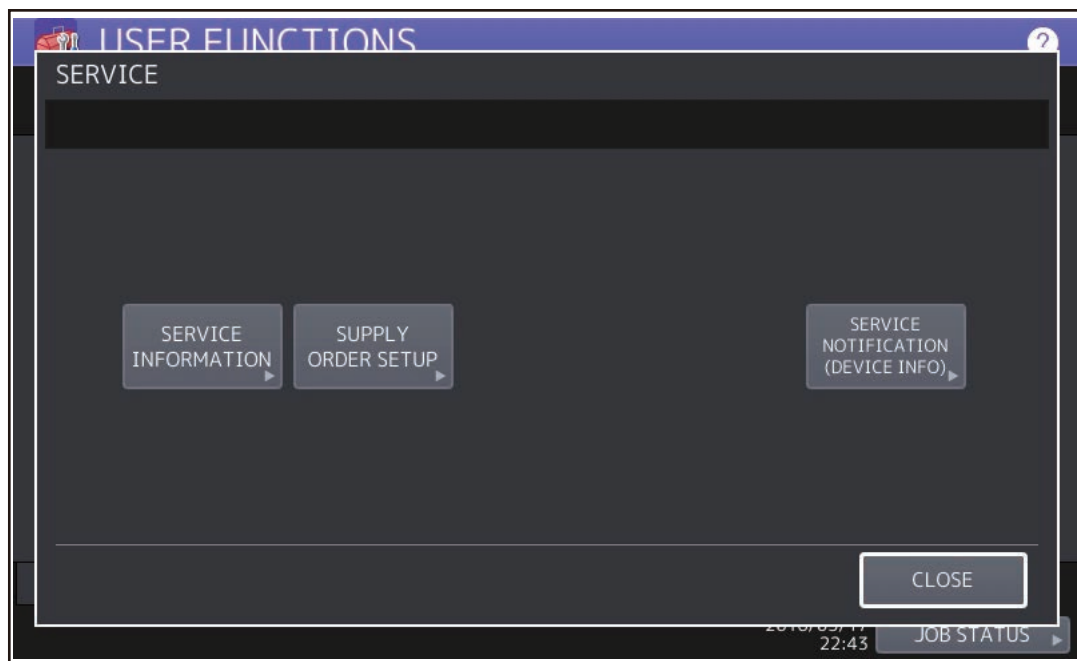 USER FUNCTIONS
?
SERVICE
SERVICE
INFORMATION
SUPPLY
ORDER SETUP
SERVICE
NOTIFICATION
(DEVICE INFO)
CLOSE
22:43
JOB STATUS